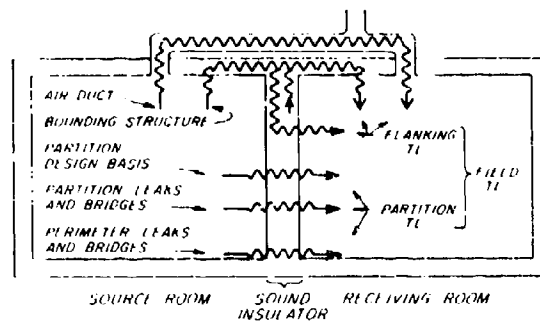 AIR DUCT
BOUNDING STRUCTURE
PARTITION
DESIGN BASIS
PARTITION LEAKS
AND BRIDGES
PERIMETER LEAKS
AND BRIDGES
FLANKING
TL
FIELD
TL
PARTITION
TL
SOURCE ROOM
SOUND
INSULATOR
RECEIVING ROOM